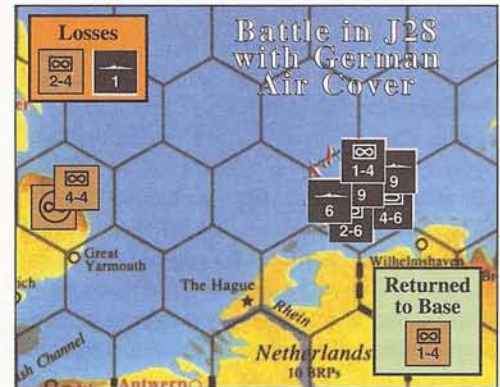 Losses
2-4
1
Battle in J28
with German
Air Cover
4-4
1-4
9
9
6
2-6
4-6
Great
Yarmouth
Wilhelmshaven
The Hague
Rhein
Returned
to Base
1-4
Netherlands
10 BRPs
ish Channel
Antwerp